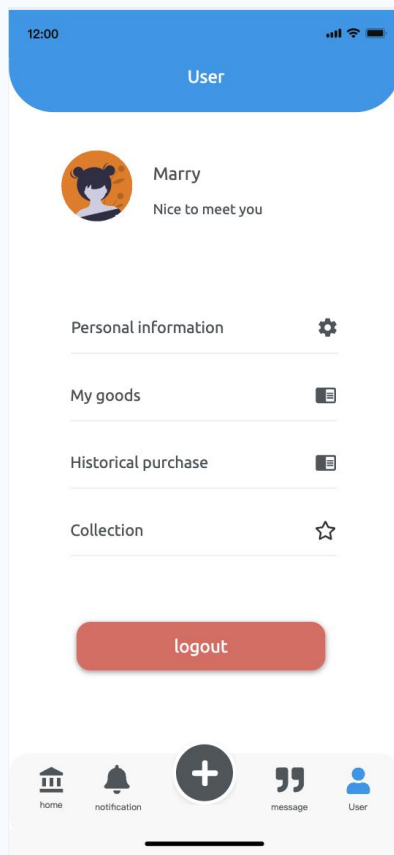 12:00
User
Marry
Nice to meet you
Personal information
My goods
Historical purchase
Collection
logout
home
notification
message
User